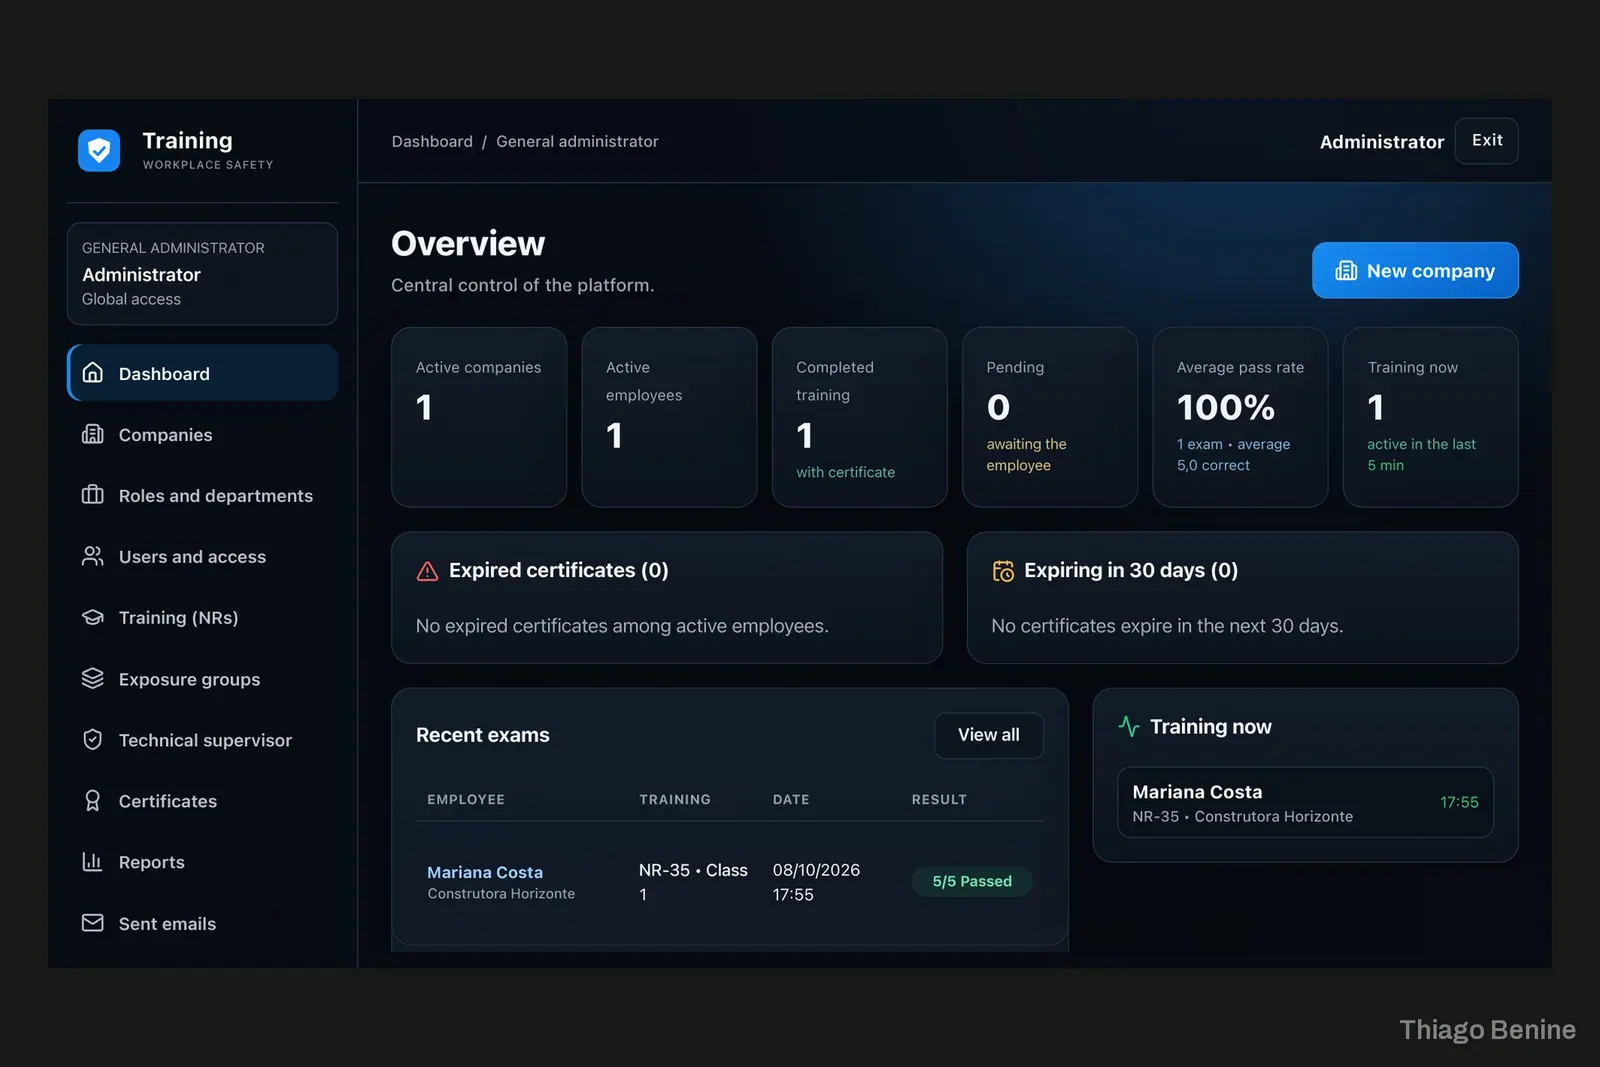 Training
WORKPLACE SAFETY
GENERAL ADMINISTRATOR
Administrator
Global access
Dashboard
Companies
Roles and departments
Users and access
Training (NRs)
Exposure groups
Technical supervisor
Certificates
Reports
Sent emails
Dashboard / General administrator
Administrator
Exit
Overview
Central control of the platform.
New company
Active companies
1
Active
employees
1
Completed
training
1
with certificate
Pending
0
awaiting the
employee
Average pass rate
100%
1 exam • average
5,0 correct
Training now
1
active in the last
5 min
Expired certificates (0)
No expired certificates among active employees.
Expiring in 30 days (0)
No certificates expire in the next 30 days.
Recent exams
View all
EMPLOYEE TRAINING DATE RESULT
Mariana Costa
Construtora Horizonte
NR-35 • Class
1
08/10/2026
17:55
5/5 Passed
Training now
Mariana Costa
NR-35 • Construtora Horizonte
17:55
Thiago Benine